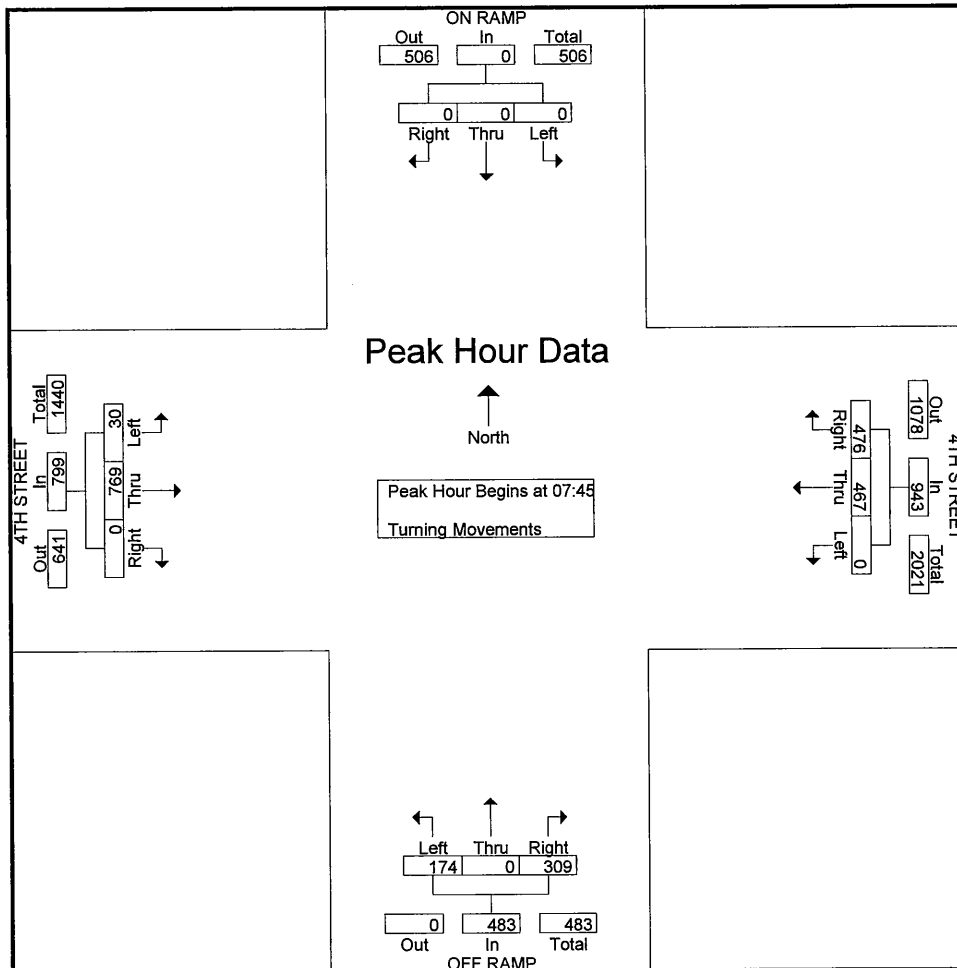 ON RAMP
Out In Total
506 0 506
0 0 0
Right Thru Left
Peak Hour Data
North
Peak Hour Begins at 07:45
Turning Movements
4TH STREET
Out In Total
641 799 1440
Right Thru Left
0 769 30
4TH STREET
Out In Total
1078 943 2021
Right Thru Left
476 467 0
Left Thru Right
174 0 309
0 483 483
Out In Total
OFF RAMP